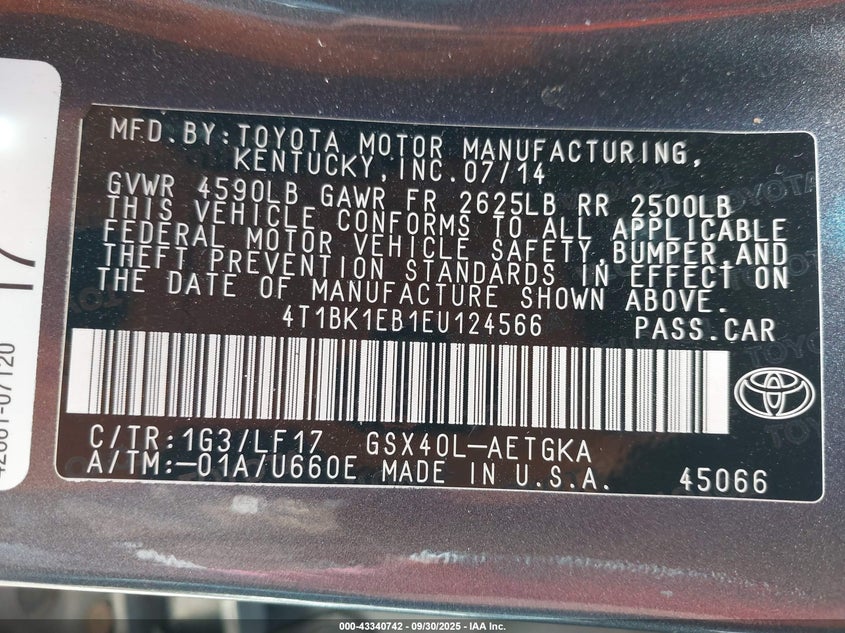 MFD.BY:TOYOTA MOTOR MANUFACTURING,
KENTUCKY,INC.07/14
GVWR 4590LB GAWR FR 2625LB RR 2500LB
THIS VEHICLE CONFORMS TO ALL APPLICABLE
FEDERAL MOTOR VEHICLE SAFETY,BUMPER,AND
THEFT PREVENTION STANDARDS IN EFFECT ON
THE DATE OF MANUFACTURE SHOWN ABOVE.
4T1BK1EB1EU124566 PASS.CAR
C/TR:1G3/LF17 GSX40L-AETGKA
A/TM:-01A/U660E MADE IN U.S.A. 45066
000-43340742 - 09/30/2025 - IAA Inc.